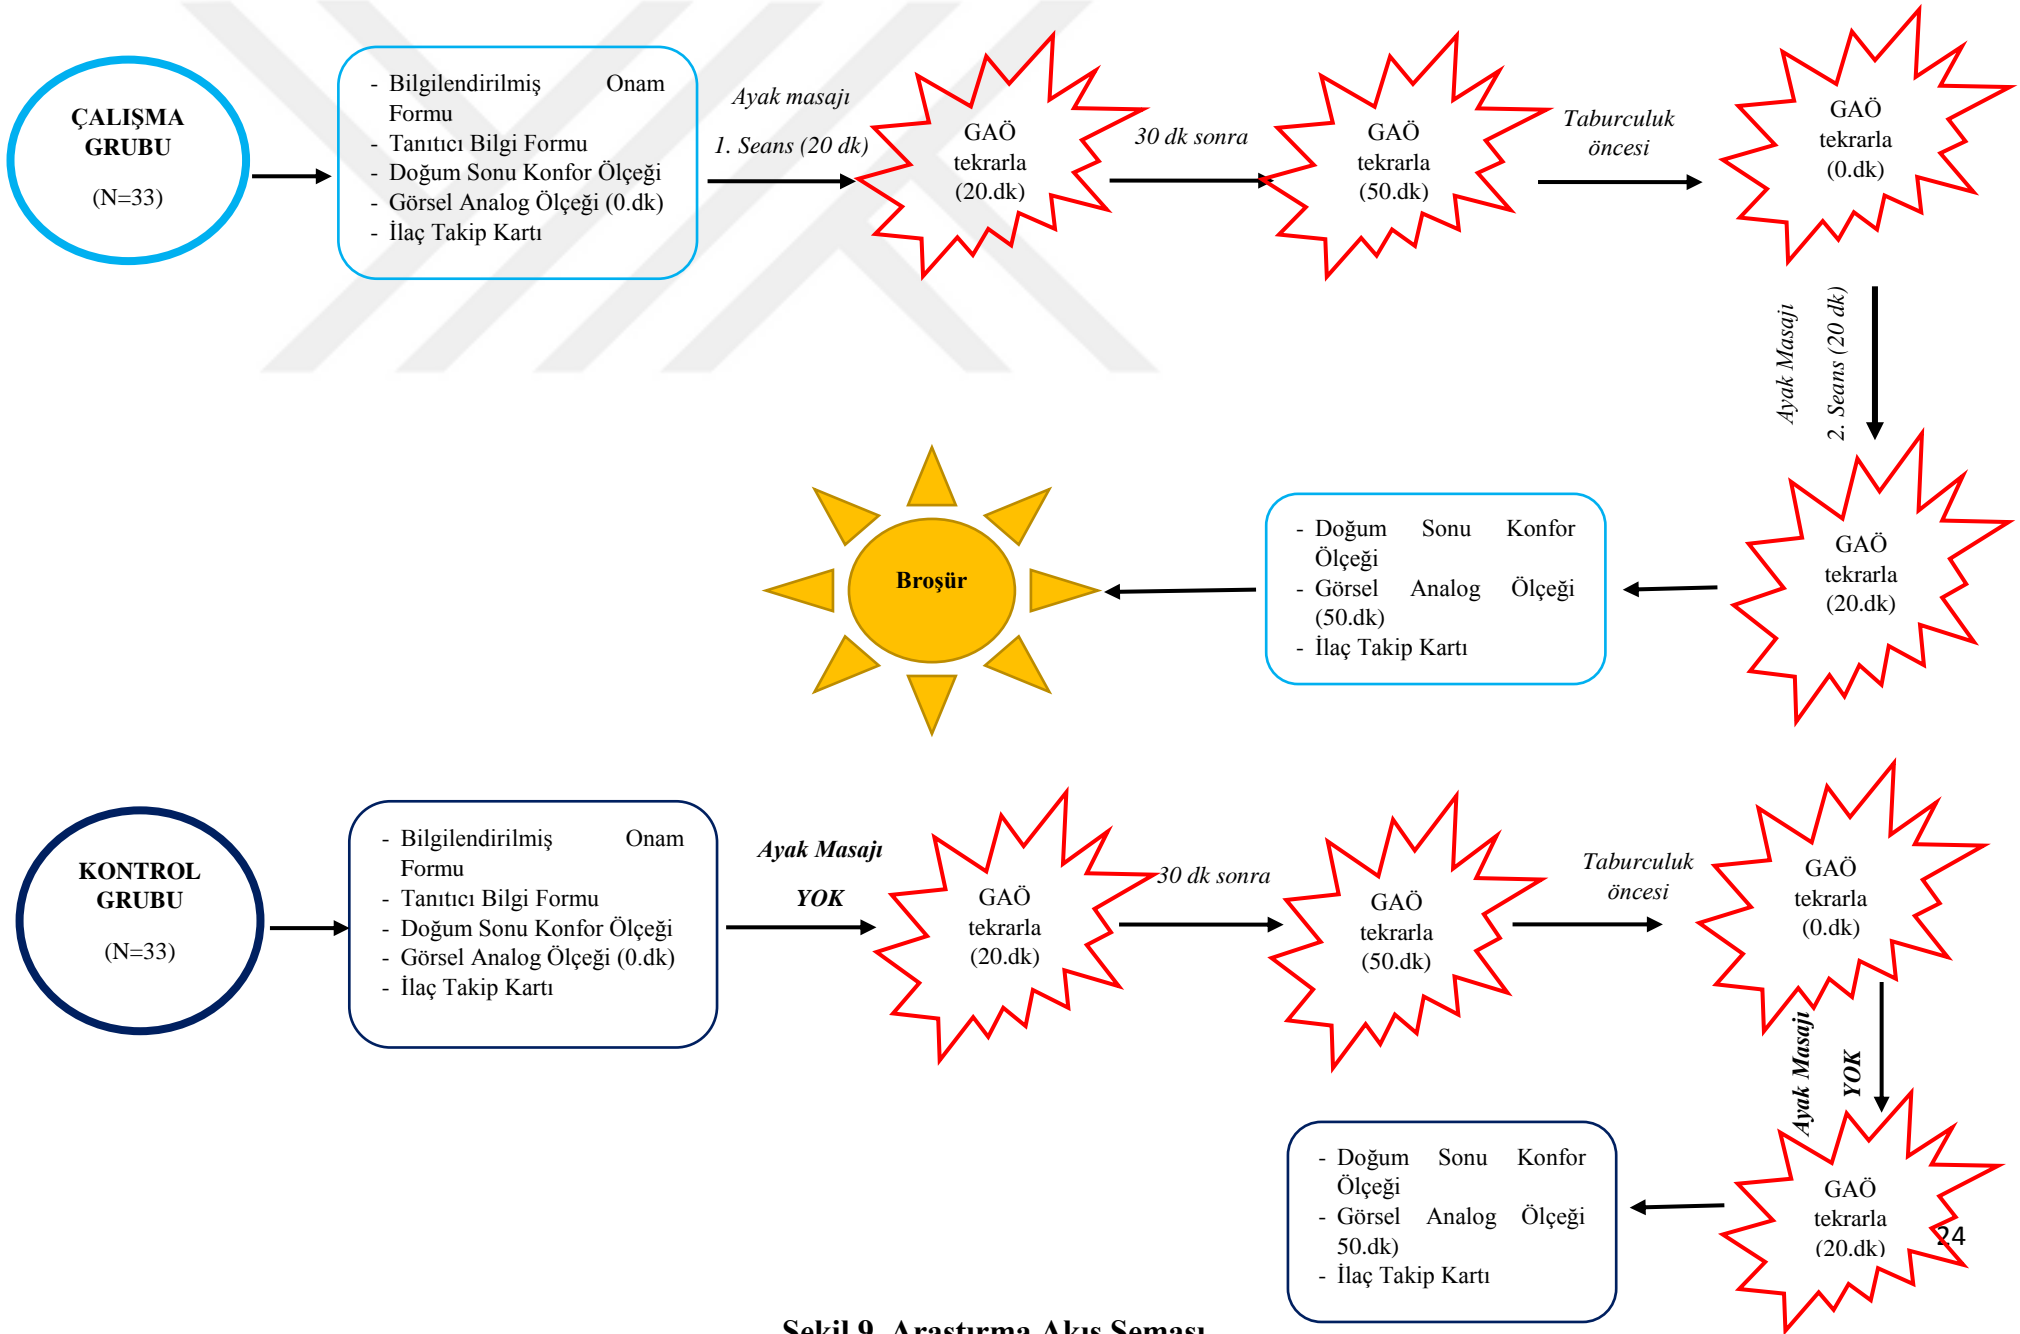 ÇALIŞMA
GRUBU
(N=33)
- Bilgilendirilmiş Onam
Formu
- Tanıtıcı Bilgi Formu
- Doğum Sonu Konfor Ölçeği
- Görsel Analog Ölçeği (0.dk)
- İlaç Takip Kartı
Ayak masajı
1. Seans (20 dk)
GAÖ
tekrarla
(20.dk)
30 dk sonra
GAÖ
tekrarla
(50.dk)
Taburculuk
öncesi
GAÖ
tekrarla
(0.dk)
Ayak Masajı
2. Seans (20 dk)
GAÖ
tekrarla
(20.dk)
- Doğum Sonu Konfor
Ölçeği
- Görsel Analog Ölçeği
(50.dk)
- İlaç Takip Kartı
Broşür
KONTROL
GRUBU
(N=33)
- Bilgilendirilmiş Onam
Formu
- Tanıtıcı Bilgi Formu
- Doğum Sonu Konfor Ölçeği
- Görsel Analog Ölçeği (0.dk)
- İlaç Takip Kartı
Ayak Masajı
YOK
GAÖ
tekrarla
(20.dk)
30 dk sonra
GAÖ
tekrarla
(50.dk)
Taburculuk
öncesi
GAÖ
tekrarla
(0.dk)
Ayak Masajı
YOK
GAÖ
tekrarla
(20.dk)
- Doğum Sonu Konfor
Ölçeği
- Görsel Analog Ölçeği
50.dk)
- İlaç Takip Kartı
24
Şekil 9. Araştırma Akış Şeması